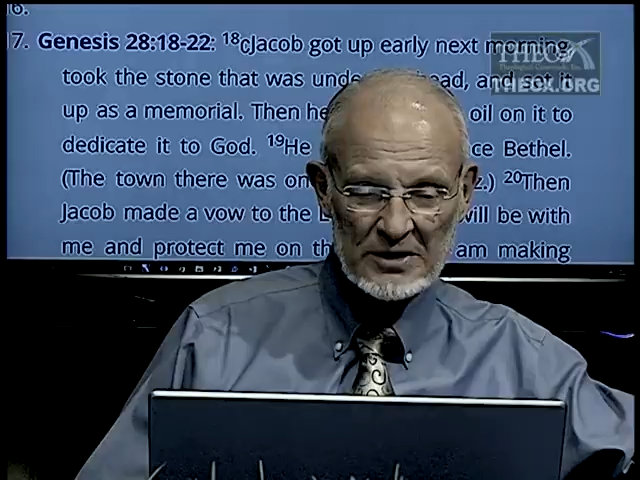 16.
17. Genesis 28:18-22: 18cJacob got up early next morning,
took the stone that was unde ead, and set it
up as a memorial. Then he oil on it to
dedicate it to God. 19He ce Bethel.
(The town there was on z.) 20Then
Jacob made a vow to the L will be with
me and protect me on th am making
THEOX
THEOX.ORG